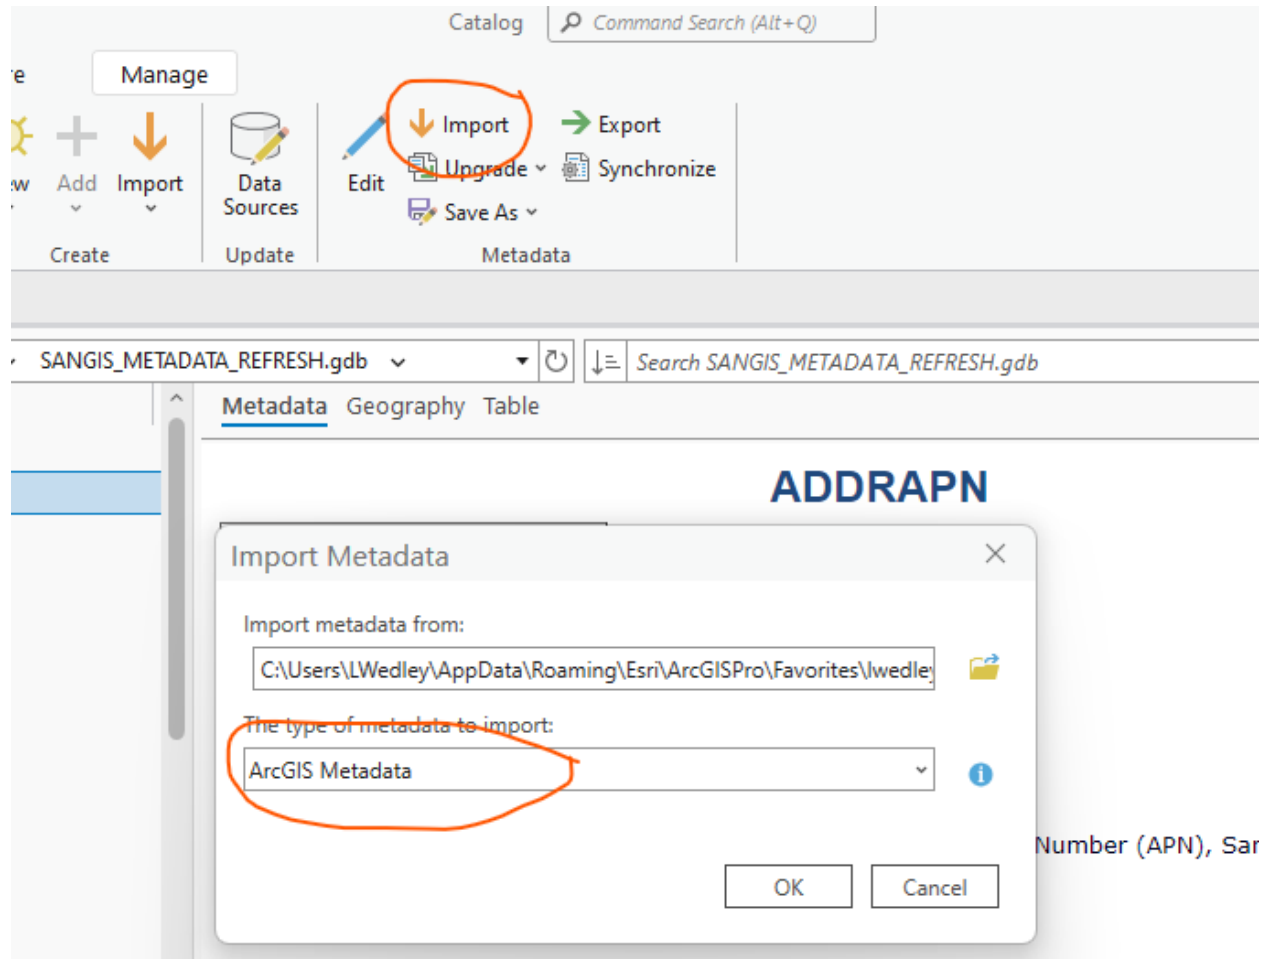 Catalog Command Search (Alt+Q)
Manage
Import Export
Upgrade Synchronize
Add Import Data Sources Edit
Save As
Create Update Metadata
SANGIS_METADATA_REFRESH.gdb Search SANGIS_METADATA_REFRESH.gdb
Metadata Geography Table
ADDRAPN
Import Metadata
Import metadata from:
C:\Users\LWedley\AppData\Roaming\Esri\ArcGISPro\Favorites\lwedley
The type of metadata to import:
ArcGIS Metadata
Number (APN), Sar
OK Cancel